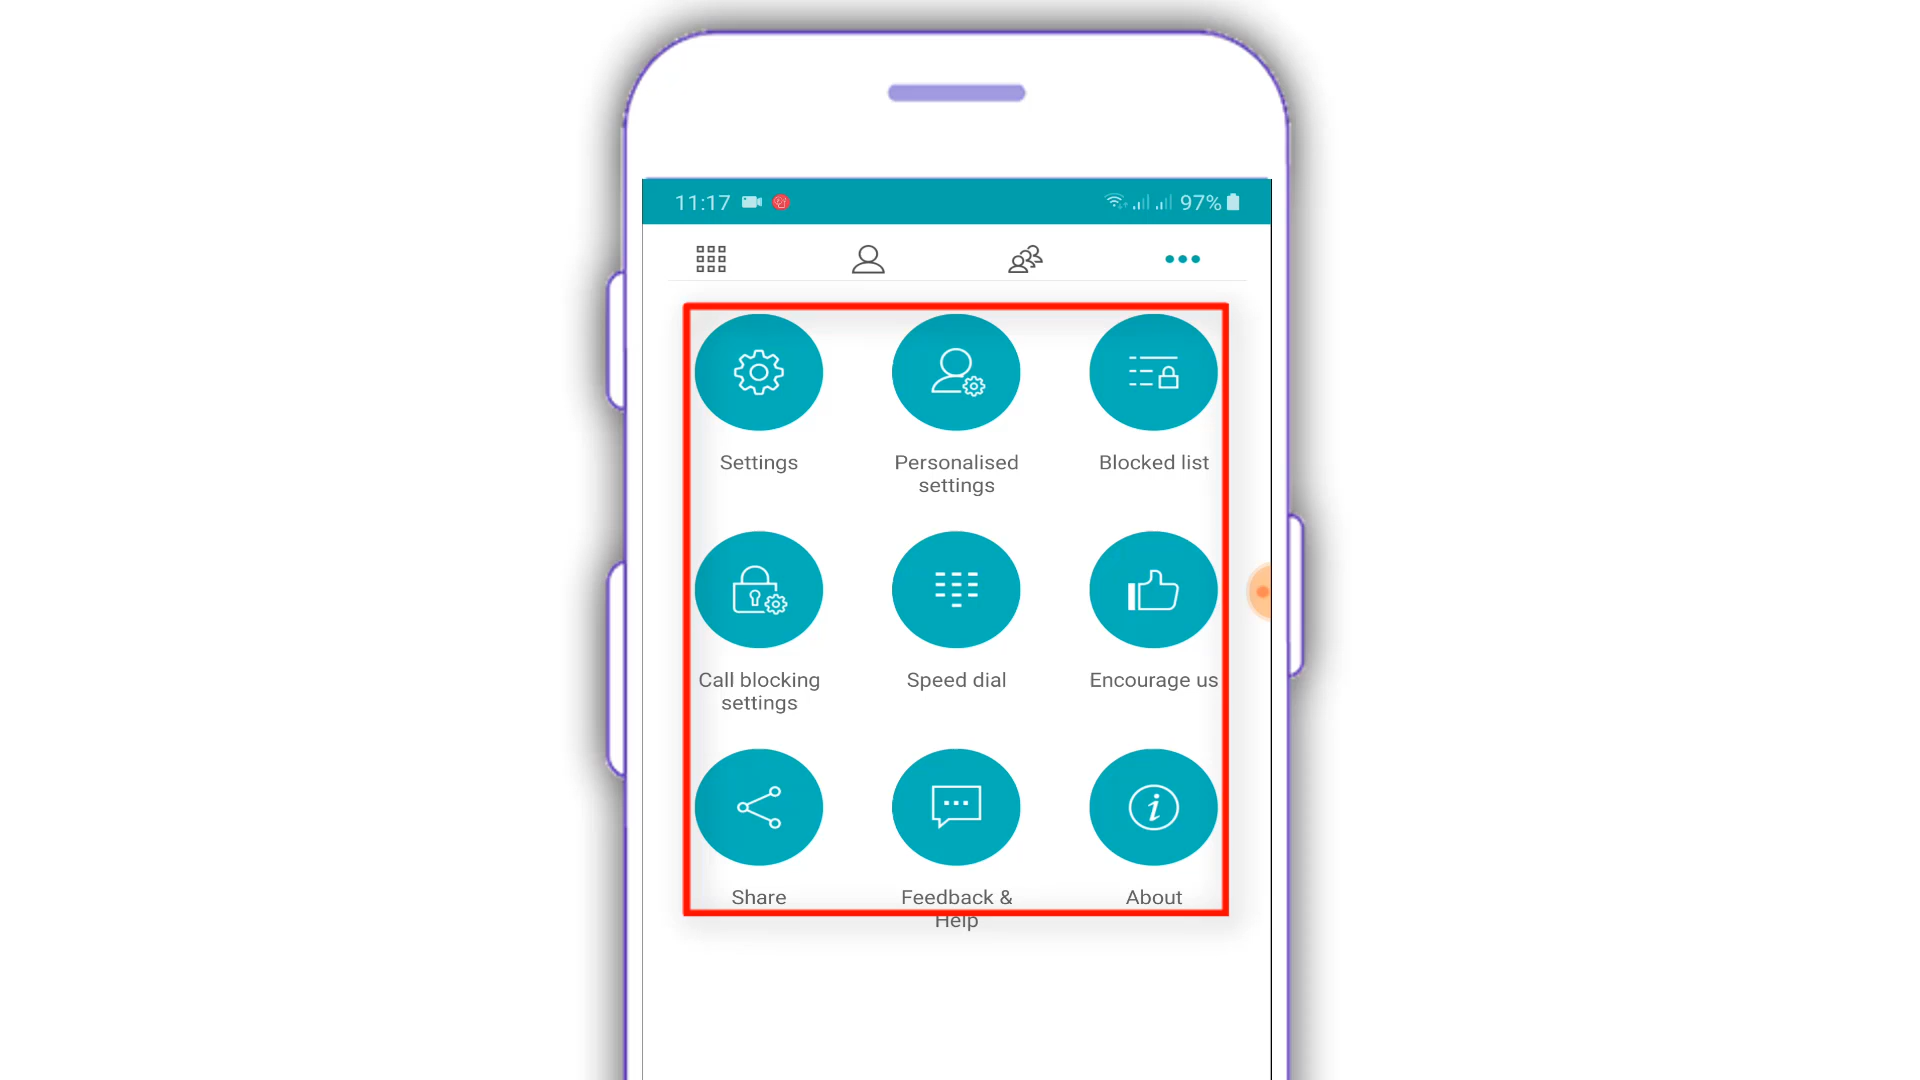 11:17 97%
Settings
Personalised
settings
Blocked list
Call blocking
settings
Speed dial
Encourage us
Share
Feedback &
Help
About